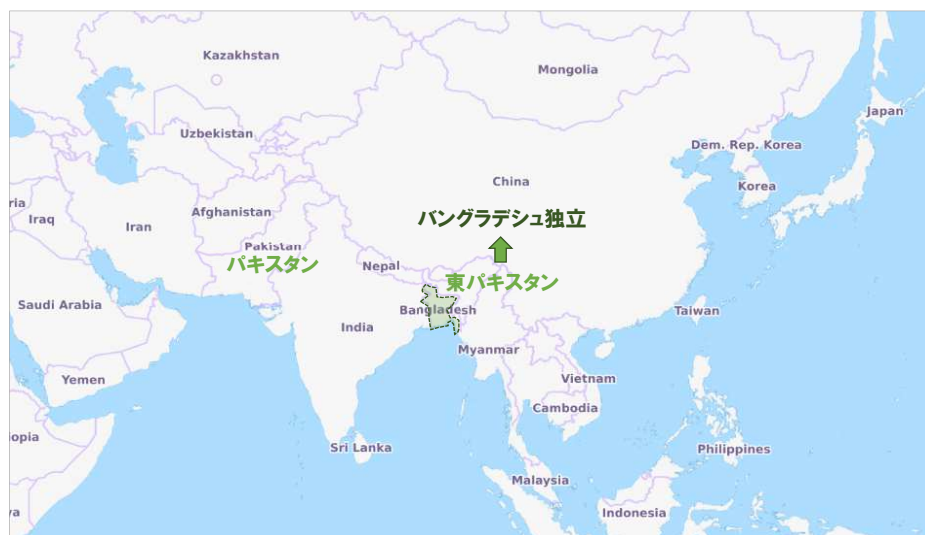 Kazakhstan
Mongolia
Japan
Uzbekistan
Dem. Rep. Korea
China
Korea
ria
Iraq
Iran
Afghanistan
バングラデシュ独立
Pakistan
パキスタン
Nepal
東パキスタン
Saudi Arabia
Bangladesh
Taiwan
India
Myanmar
Yemen
Vietnam
Cambodia
iopia
Sri Lanka
Philippines
Malaysia
ya
Indonesia